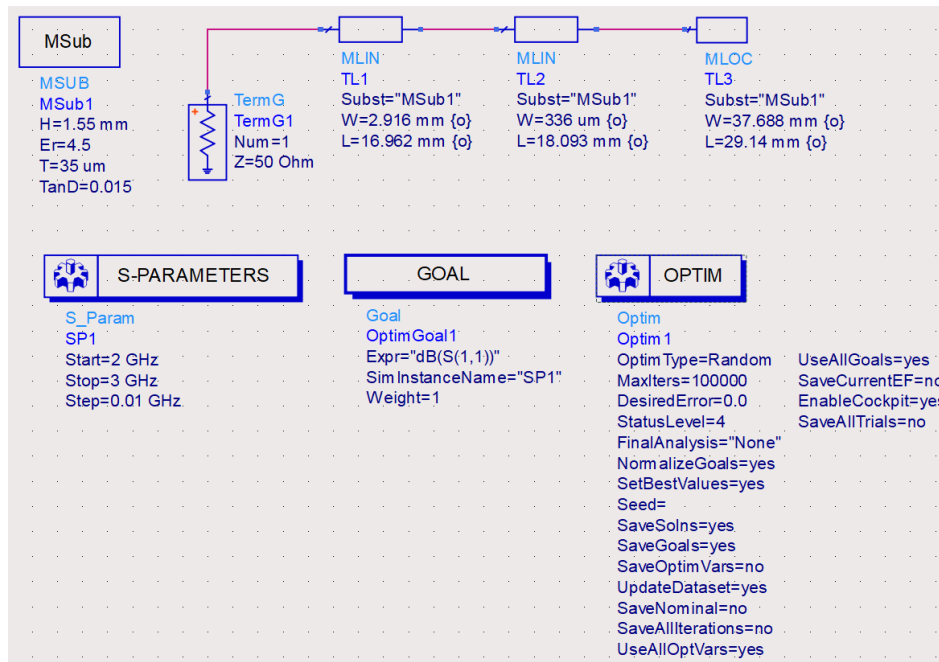 MSub
MSUB
MSub1
H=1.55 mm
Er=4.5
T=35 um
TanD=0.015
+
TermG
TermG1
Num=1
Z=50 Ohm
MLIN
TL1
Subst="MSub1"
W=2.916 mm {o}
L=16.962 mm {o}
MLIN
TL2
Subst="MSub1"
W=336 um {o}
L=18.093 mm {o}
MLOC
TL3
Subst="MSub1"
W=37.688 mm {o}
L=29.14 mm {o}
S-PARAMETERS
S_Param
SP1
Start=2 GHz
Stop=3 GHz
Step=0.01 GHz
GOAL
Goal
OptimGoal1
Expr="dB(S(1,1))"
SimInstanceName="SP1"
Weight=1
OPTIM
Optim
Optim1
OptimType=Random
MaxIters=100000
DesiredError=0.0
StatusLevel=4
FinalAnalysis="None"
NormalizeGoals=yes
SetBestValues=yes
Seed=
SaveSolns=yes
SaveGoals=yes
SaveOptimVars=no
UpdateDataset=yes
SaveNominal=no
SaveAllIterations=no
UseAllOptVars=yes
UseAllGoals=yes
SaveCurrentEF=no
EnableCockpit=yes
SaveAllTrials=no